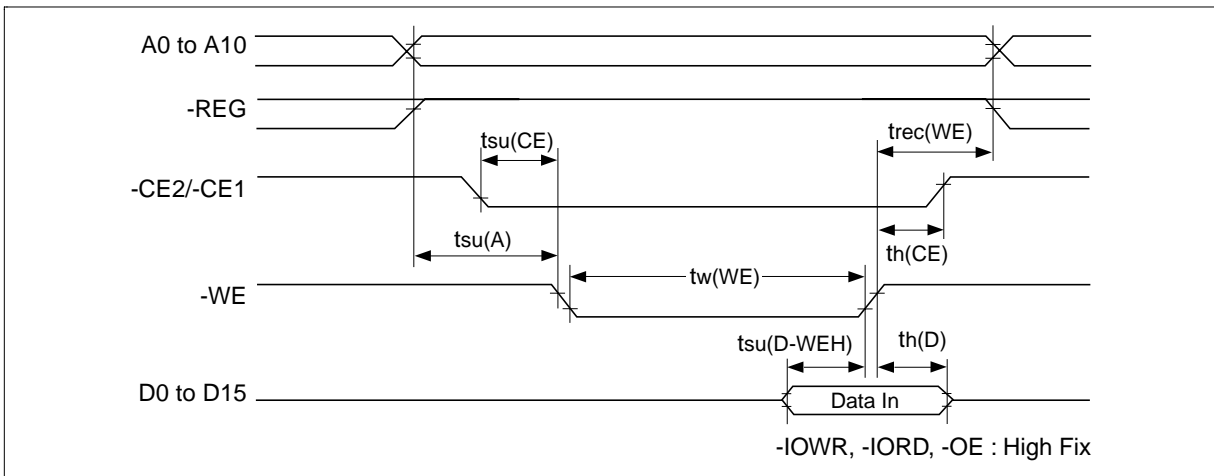 A0 to A10
-REG
tsu(CE)
trec(WE)
-CE2/-CE1
tsu(A)
th(CE)
tw(WE)
-WE
tsu(D-WEH)
th(D)
D0 to D15
Data In
-IOWR, -IORD, -OE : High Fix